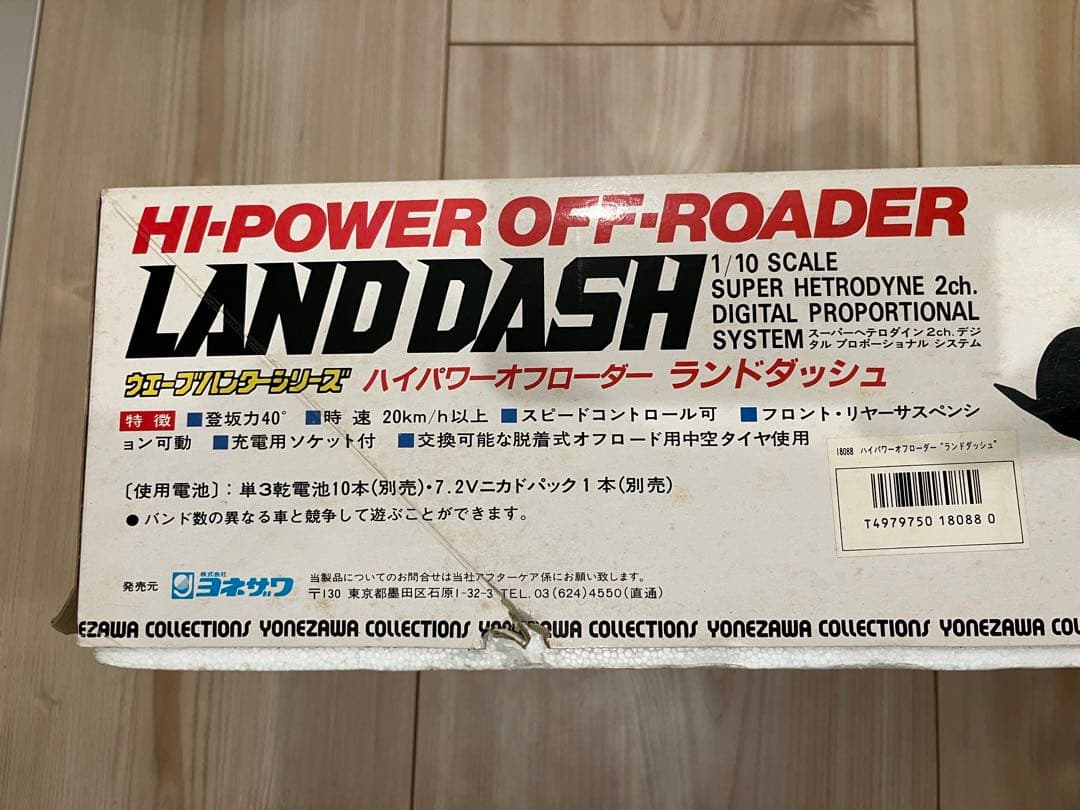 HI-POWER OFF-ROADER
LAND DASH
1/10 SCALE
SUPER HETRODYNE 2ch.
DIGITAL PROPORTIONAL
SYSTEM スーパーヘテロダイン 2ch. デジ
タル プロポーショナル システム
ウエーブハンターシリーズ ハイパワーオフローダー ランドダッシュ
特徴 ■登坂力40° ■時速 20km/h以上 ■スピードコントロール可 ■フロント・リヤーサスペンシ
ョン可動 ■充電用ソケット付 ■交換可能な脱着式オフロード用中空タイヤ使用
18088 ハイパワーオフローダー"ランドダッシュ"
T4979750 18088 0
〔使用電池〕: 単3乾電池10本(別売)・7.2Vニカドパック1本(別売)
● バンド数の異なる車と競争して遊ぶことができます。
発売元 株式会社 ヨネザワ 当製品についてのお問合せは当社アフターケア係にお願い致します。
〒130 東京都墨田区石原1-32-3 TEL. 03(624)4550(直通)
EZAWA COLLECTIONS YONEZAWA COLLECTIONS YONEZAWA COLLECTIONS YONEZAWA COLLECTIONS YONEZAWA CO